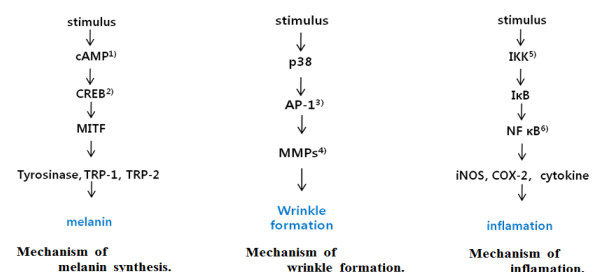 stimulus
cAMP1)
CREB2)
MITF
Tyrosinase, TRP-1, TRP-2
melanin
Mechanism of
melanin synthesis.
stimulus
p38
AP-13)
MMPs4)
Wrinkle
formation
Mechanism of
wrinkle formation.
stimulus
IKK5)
IκB
NF κB6)
iNOS, COX-2, cytokine
inflamation
Mechanism of
inflamation.